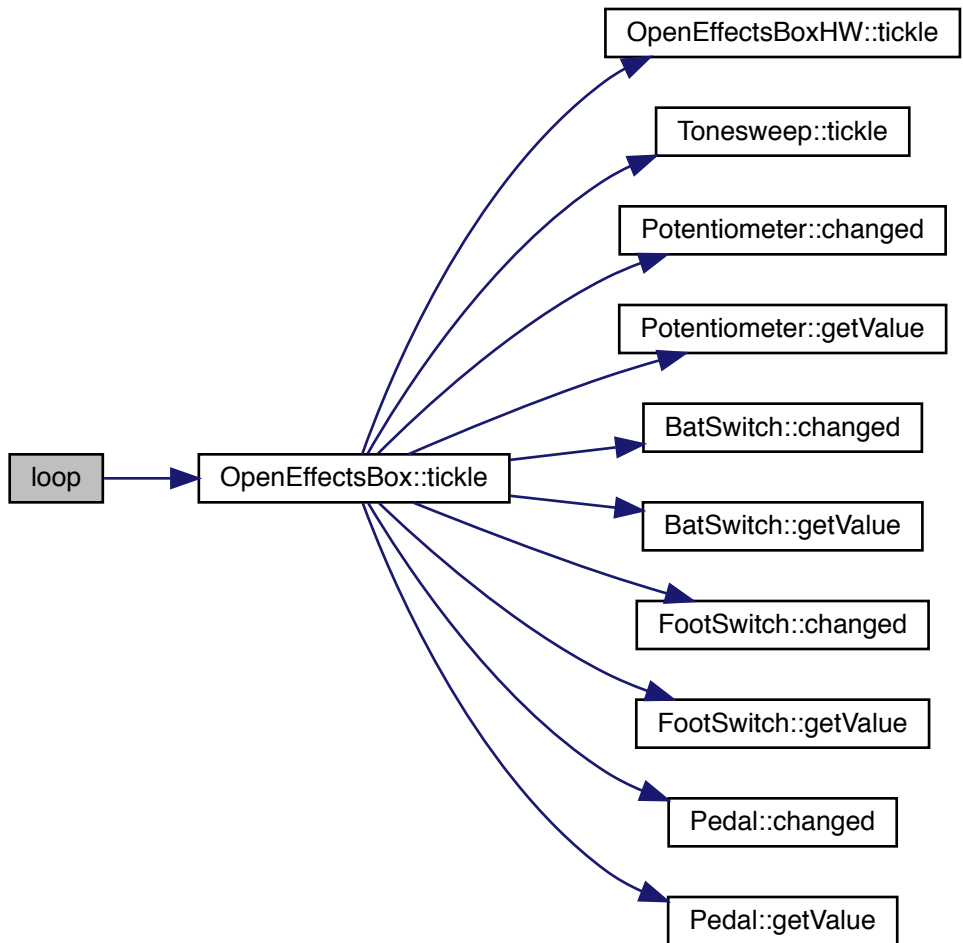 OpenEffectsBoxHW::tickle
Tonesweep::tickle
Potentiometer::changed
Potentiometer::getValue
BatSwitch::changed
loop
OpenEffectsBox::tickle
BatSwitch::getValue
FootSwitch::changed
FootSwitch::getValue
Pedal::changed
Pedal::getValue